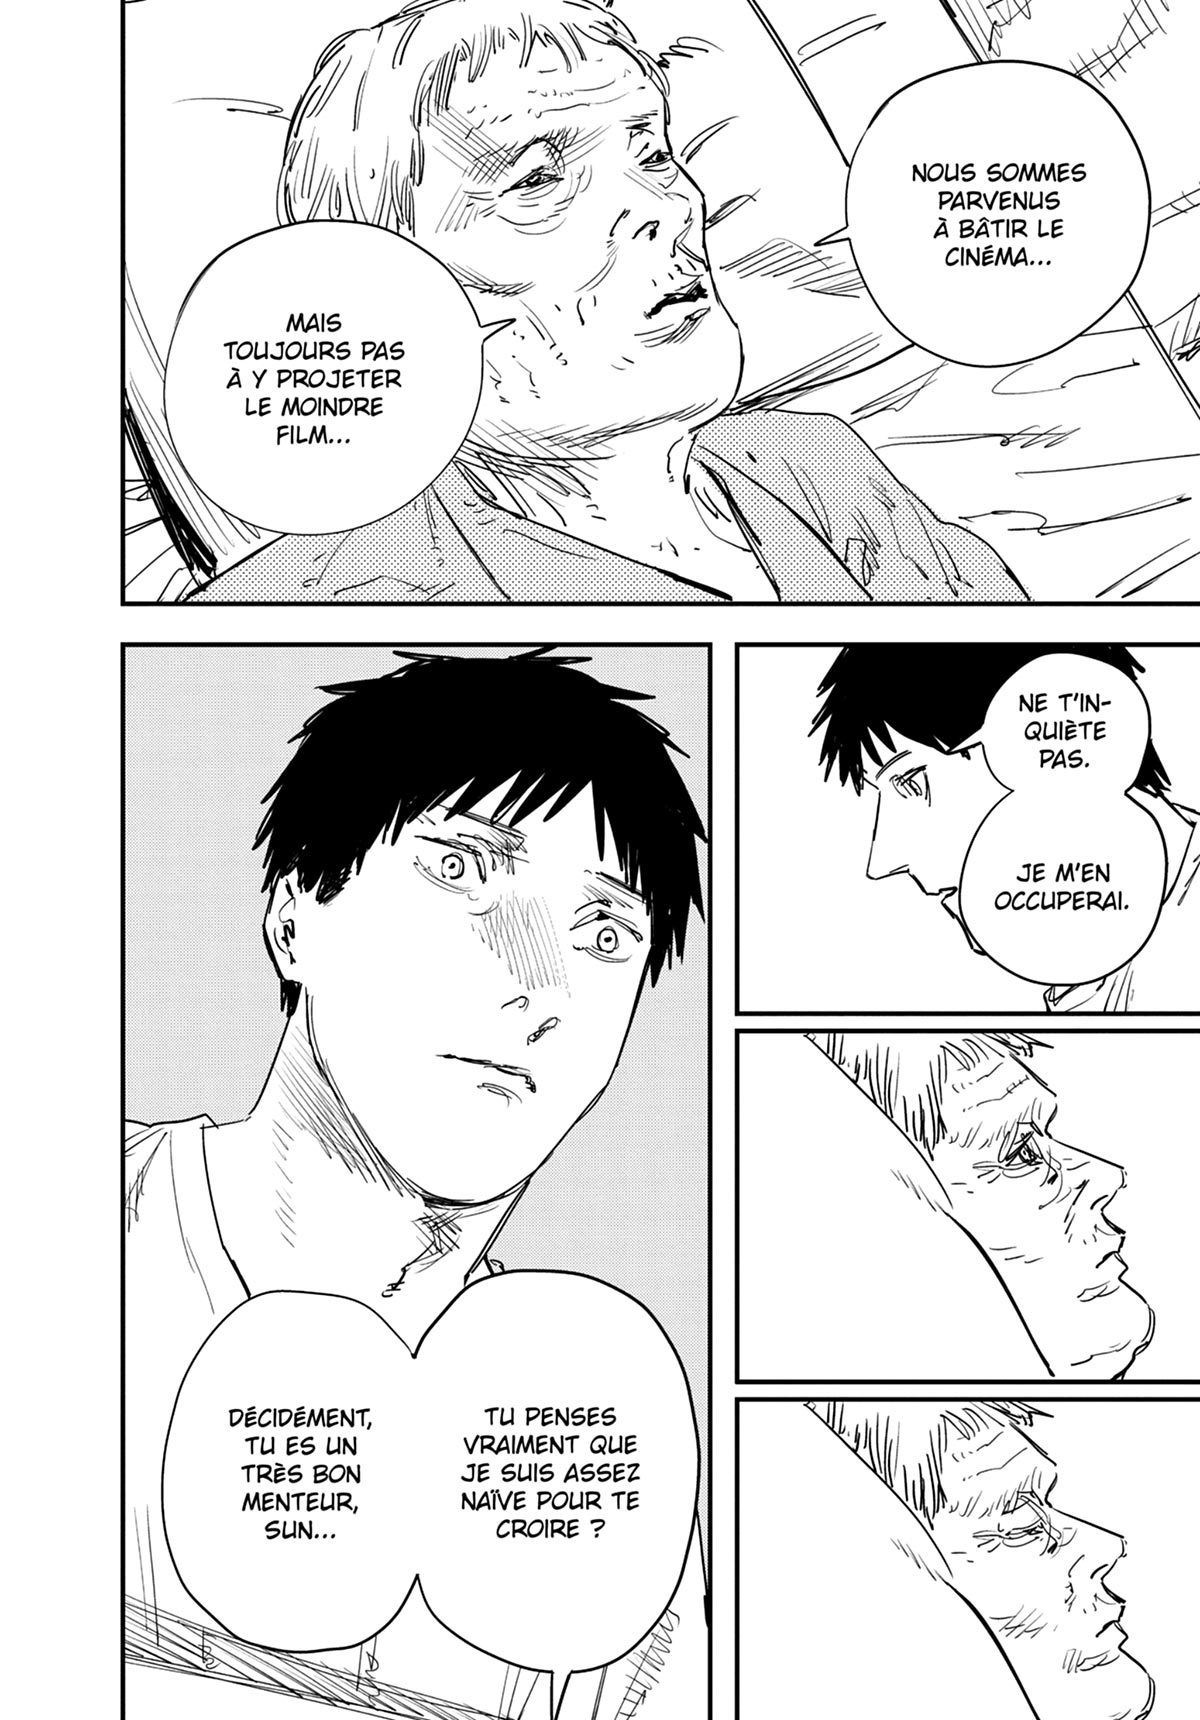 NOUS SOMMES
PARVENUS
À BÂTIR LE
CINÉMA...
MAIS
TOUJOURS PAS
À Y PROJETER
LE MOINDRE
FILM...
NE T'IN-
QUIÈTE
PAS.
JE M'EN
OCCUPERAI.
TU PENSES
VRAIMENT QUE
JE SUIS ASSEZ
NAÏVE POUR TE
CROIRE ?
DÉCIDÉMENT,
TU ES UN
TRÈS BON
MENTEUR,
SUN...